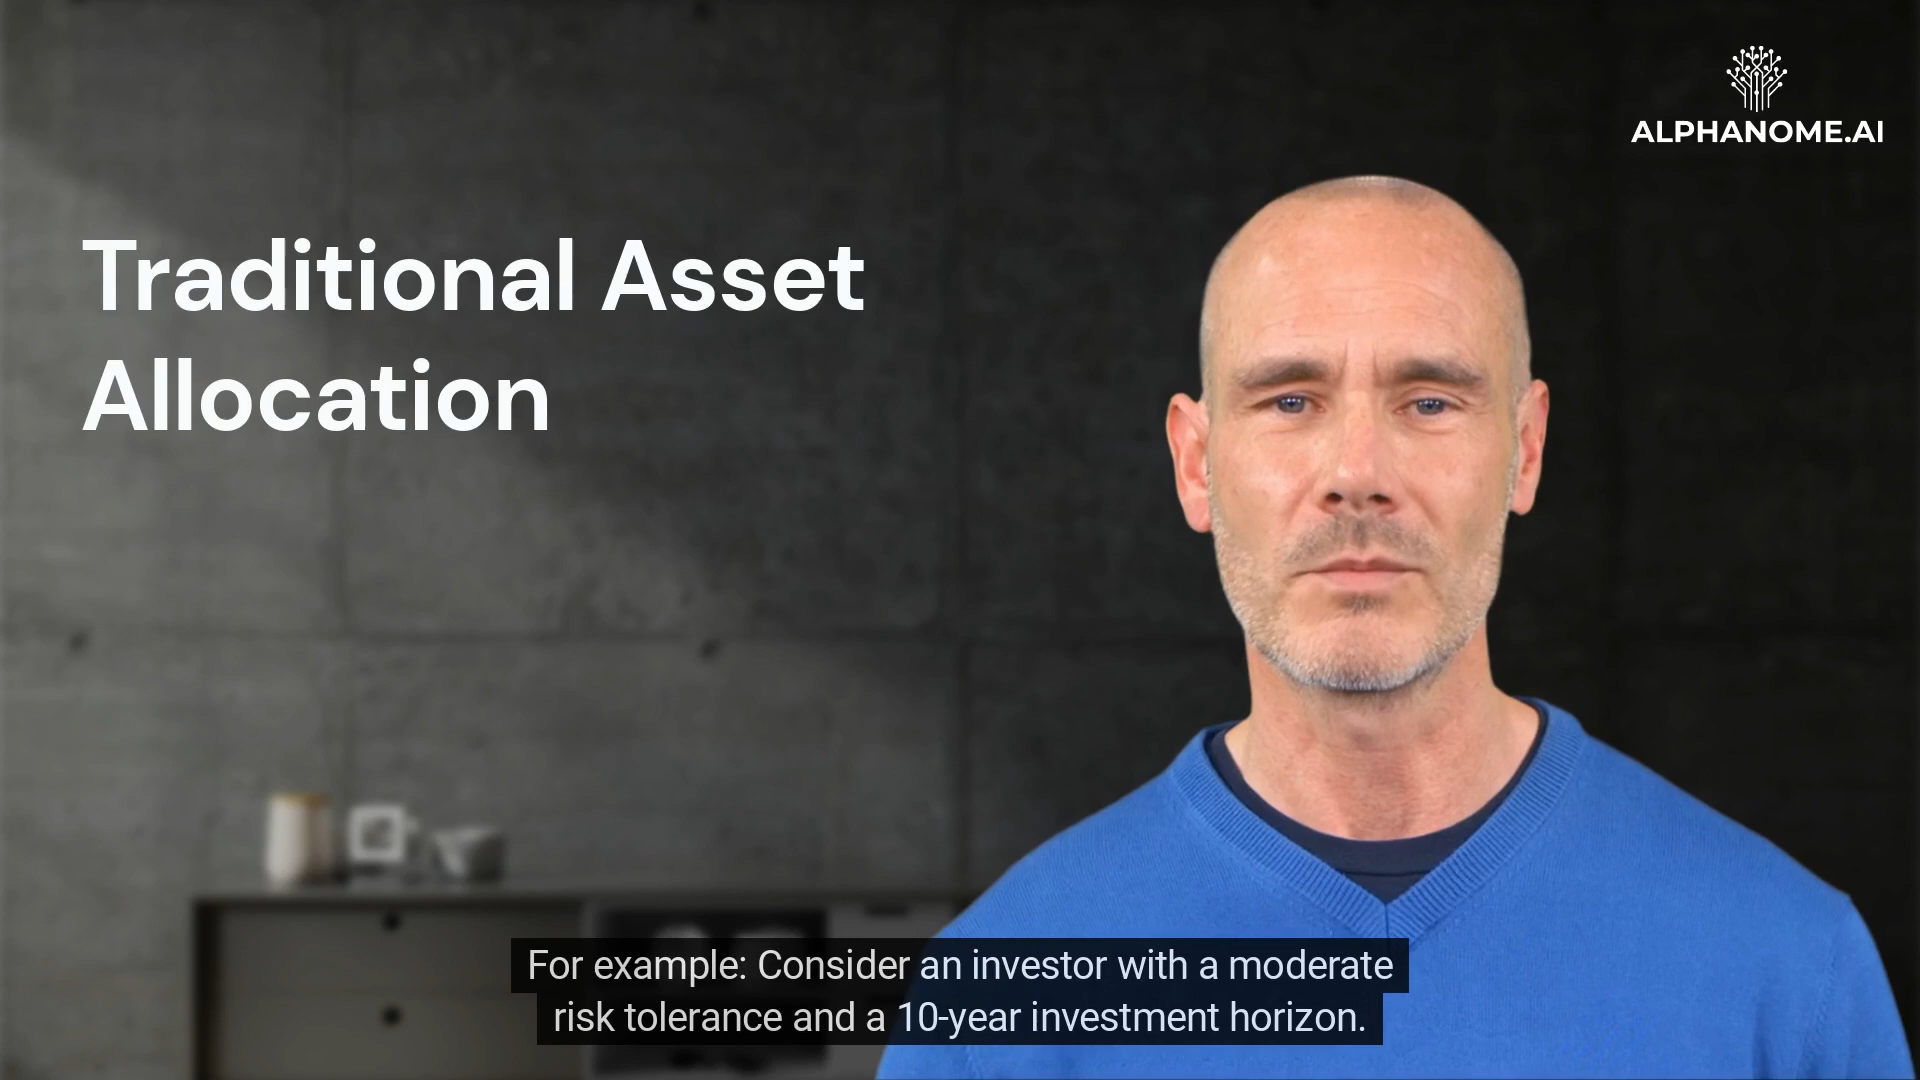 ALPHANOME.AI
Traditional Asset
Allocation
For example: Consider an investor with a moderate
risk tolerance and a 10-year investment horizon.